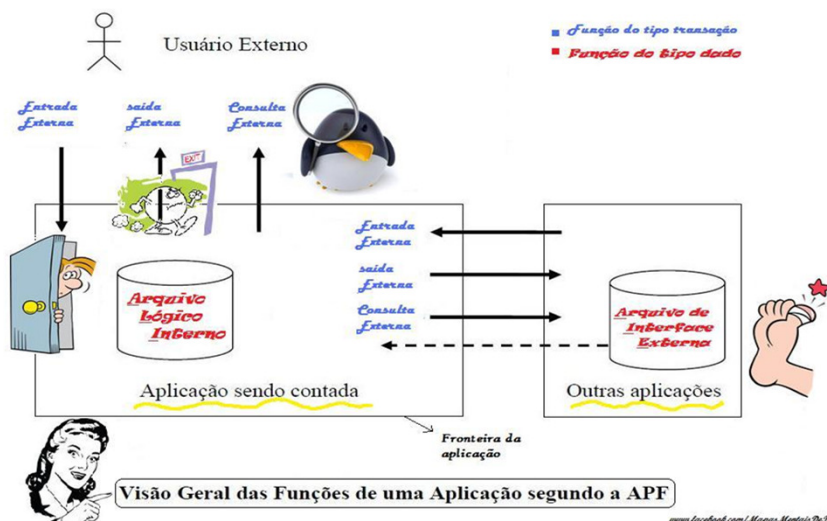 Usuário Externo
Função do tipo transação
Função do tipo dado
Entrada
Externa
saída
Externa
Consulta
Externa
EXIT
Entrada
Externa
saída
Externa
Consulta
Externa
Arquivo
Lógico
Interno
Arquivo de
Interface
Externa
Aplicação sendo contada
Outras aplicações
Fronteira da
aplicação
Visão Geral das Funções de uma Aplicação segundo a APF